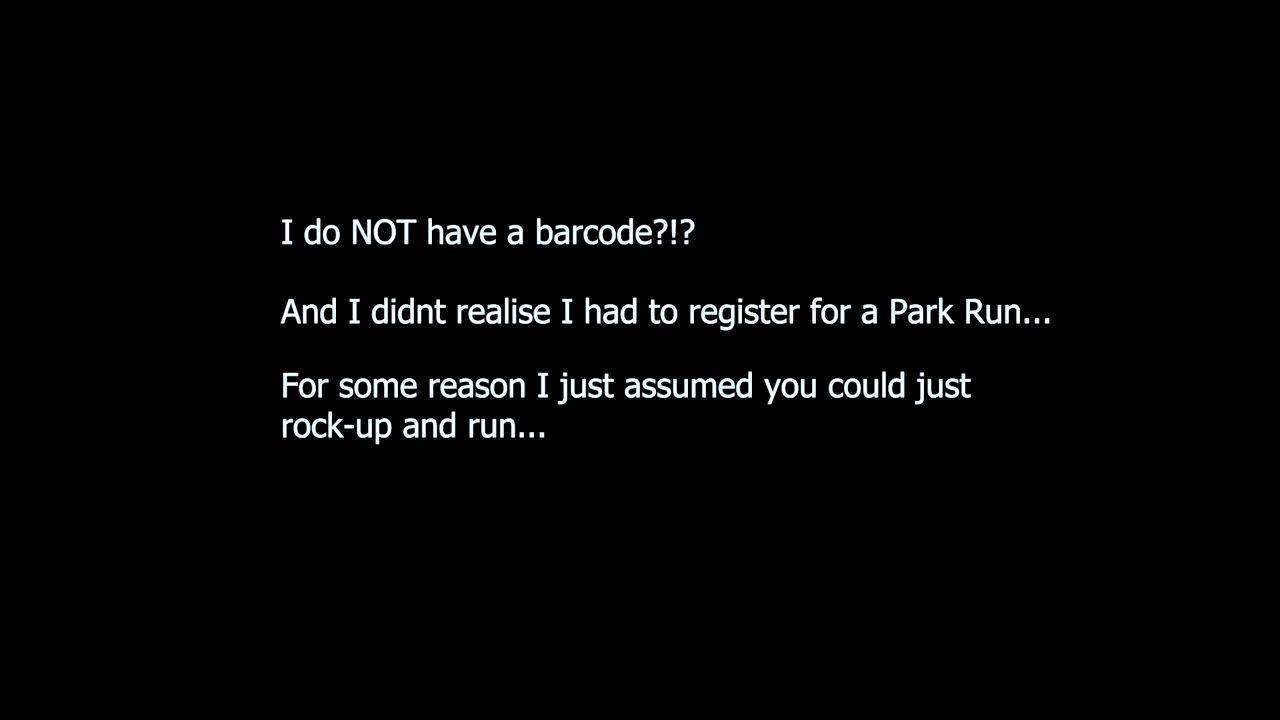 I do NOT have a barcode?!?
And I didnt realise I had to register for a Park Run...
For some reason I just assumed you could just
rock-up and run...